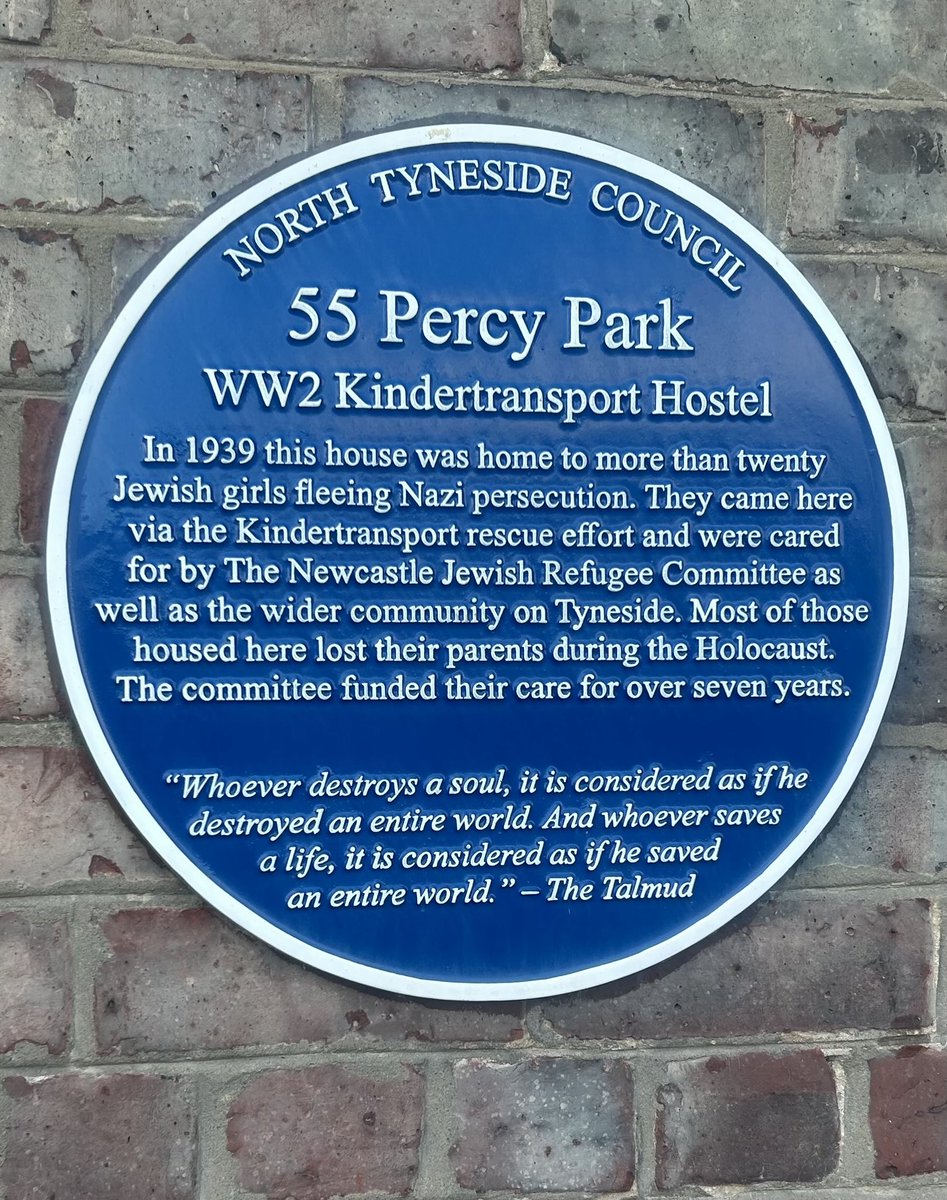 NORTH TYNESIDE COUNCIL
55 Percy Park
WW2 Kindertransport Hostel
In 1939 this house was home to more than twenty
Jewish girls fleeing Nazi persecution. They came here
via the Kindertransport rescue effort and were cared
for by The Newcastle Jewish Refugee Committee as
well as the wider community on Tyneside. Most of those
housed here lost their parents during the Holocaust.
The committee funded their care for over seven years.
“Whoever destroys a soul, it is considered as if he
destroyed an entire world. And whoever saves
a life, it is considered as if he saved
an entire world.” – The Talmud